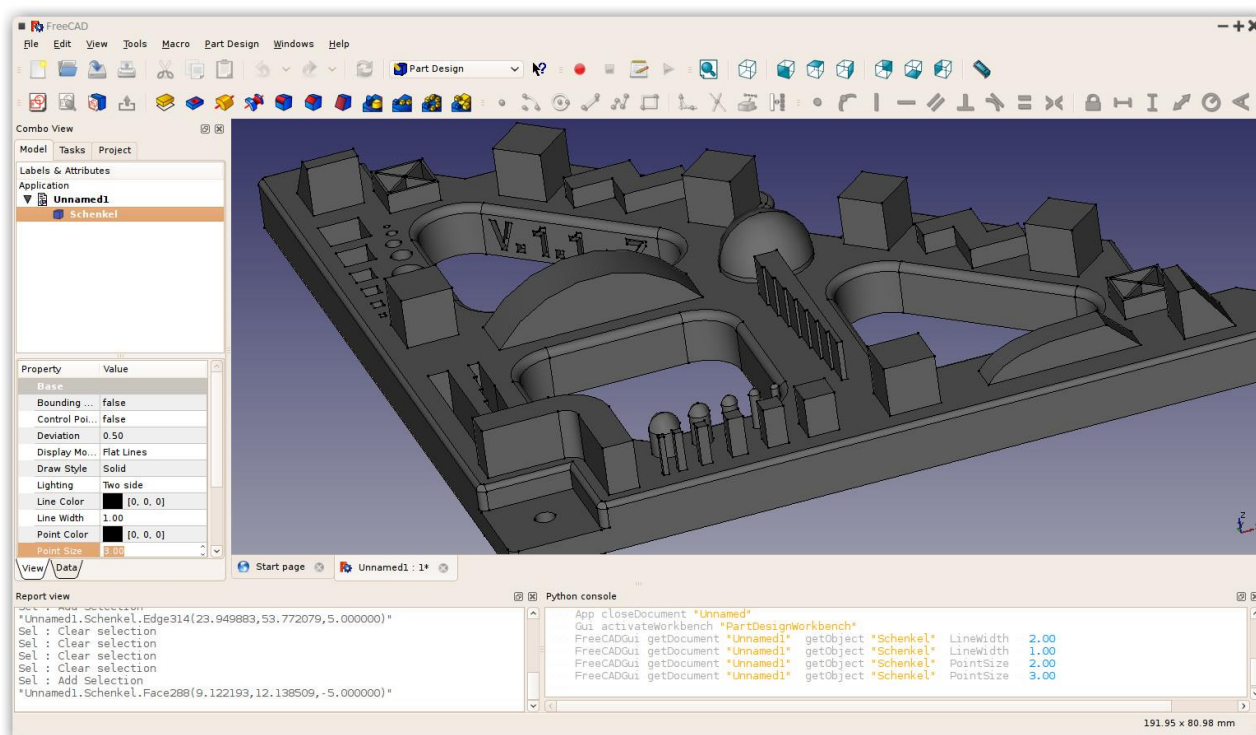 FreeCAD
File Edit View Tools Macro Part Design Windows Help
Part Design
Combo View
Model Tasks Project
Labels & Attributes
Application
Unnamed1
Schenkel
V.1.1
Property Value
Base
Bounding ... false
Control Poi... false
Deviation 0.50
Display Mo... Flat Lines
Draw Style Solid
Lighting Two side
Line Color [0, 0, 0]
Line Width 1.00
Point Color [0, 0, 0]
Point Size 3.00
View Data
Start page Unnamed1 : 1*
Report view
Sel : Add Selection
"Unnamed1.Schenkel.Edge314(23.949883,53.772079,5.000000)"
Sel : Clear selection
Sel : Clear selection
Sel : Clear selection
Sel : Clear selection
Sel : Add Selection
"Unnamed1.Schenkel.Face288(9.122193,12.138509,-5.000000)"
Python console
App closeDocument "Unnamed"
Gui activateWorkbench "PartDesignWorkbench"
FreeCADGui getDocument "Unnamed1" getObject "Schenkel" LineWidth 2.00
FreeCADGui getDocument "Unnamed1" getObject "Schenkel" LineWidth 1.00
FreeCADGui getDocument "Unnamed1" getObject "Schenkel" PointSize 2.00
FreeCADGui getDocument "Unnamed1" getObject "Schenkel" PointSize 3.00
191.95 x 80.98 mm